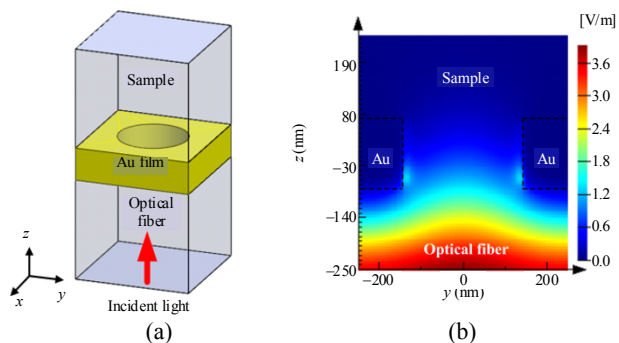 Sample
Au film
Optical
fiber
z
y
x
Incident light
(a)
[V/m]
190
80
−30
−140
−250
z (nm)
Sample
Au
Au
Optical fiber
−200
0
200
y (nm)
3.6
3.0
2.4
1.8
1.2
0.6
0.0
(b)